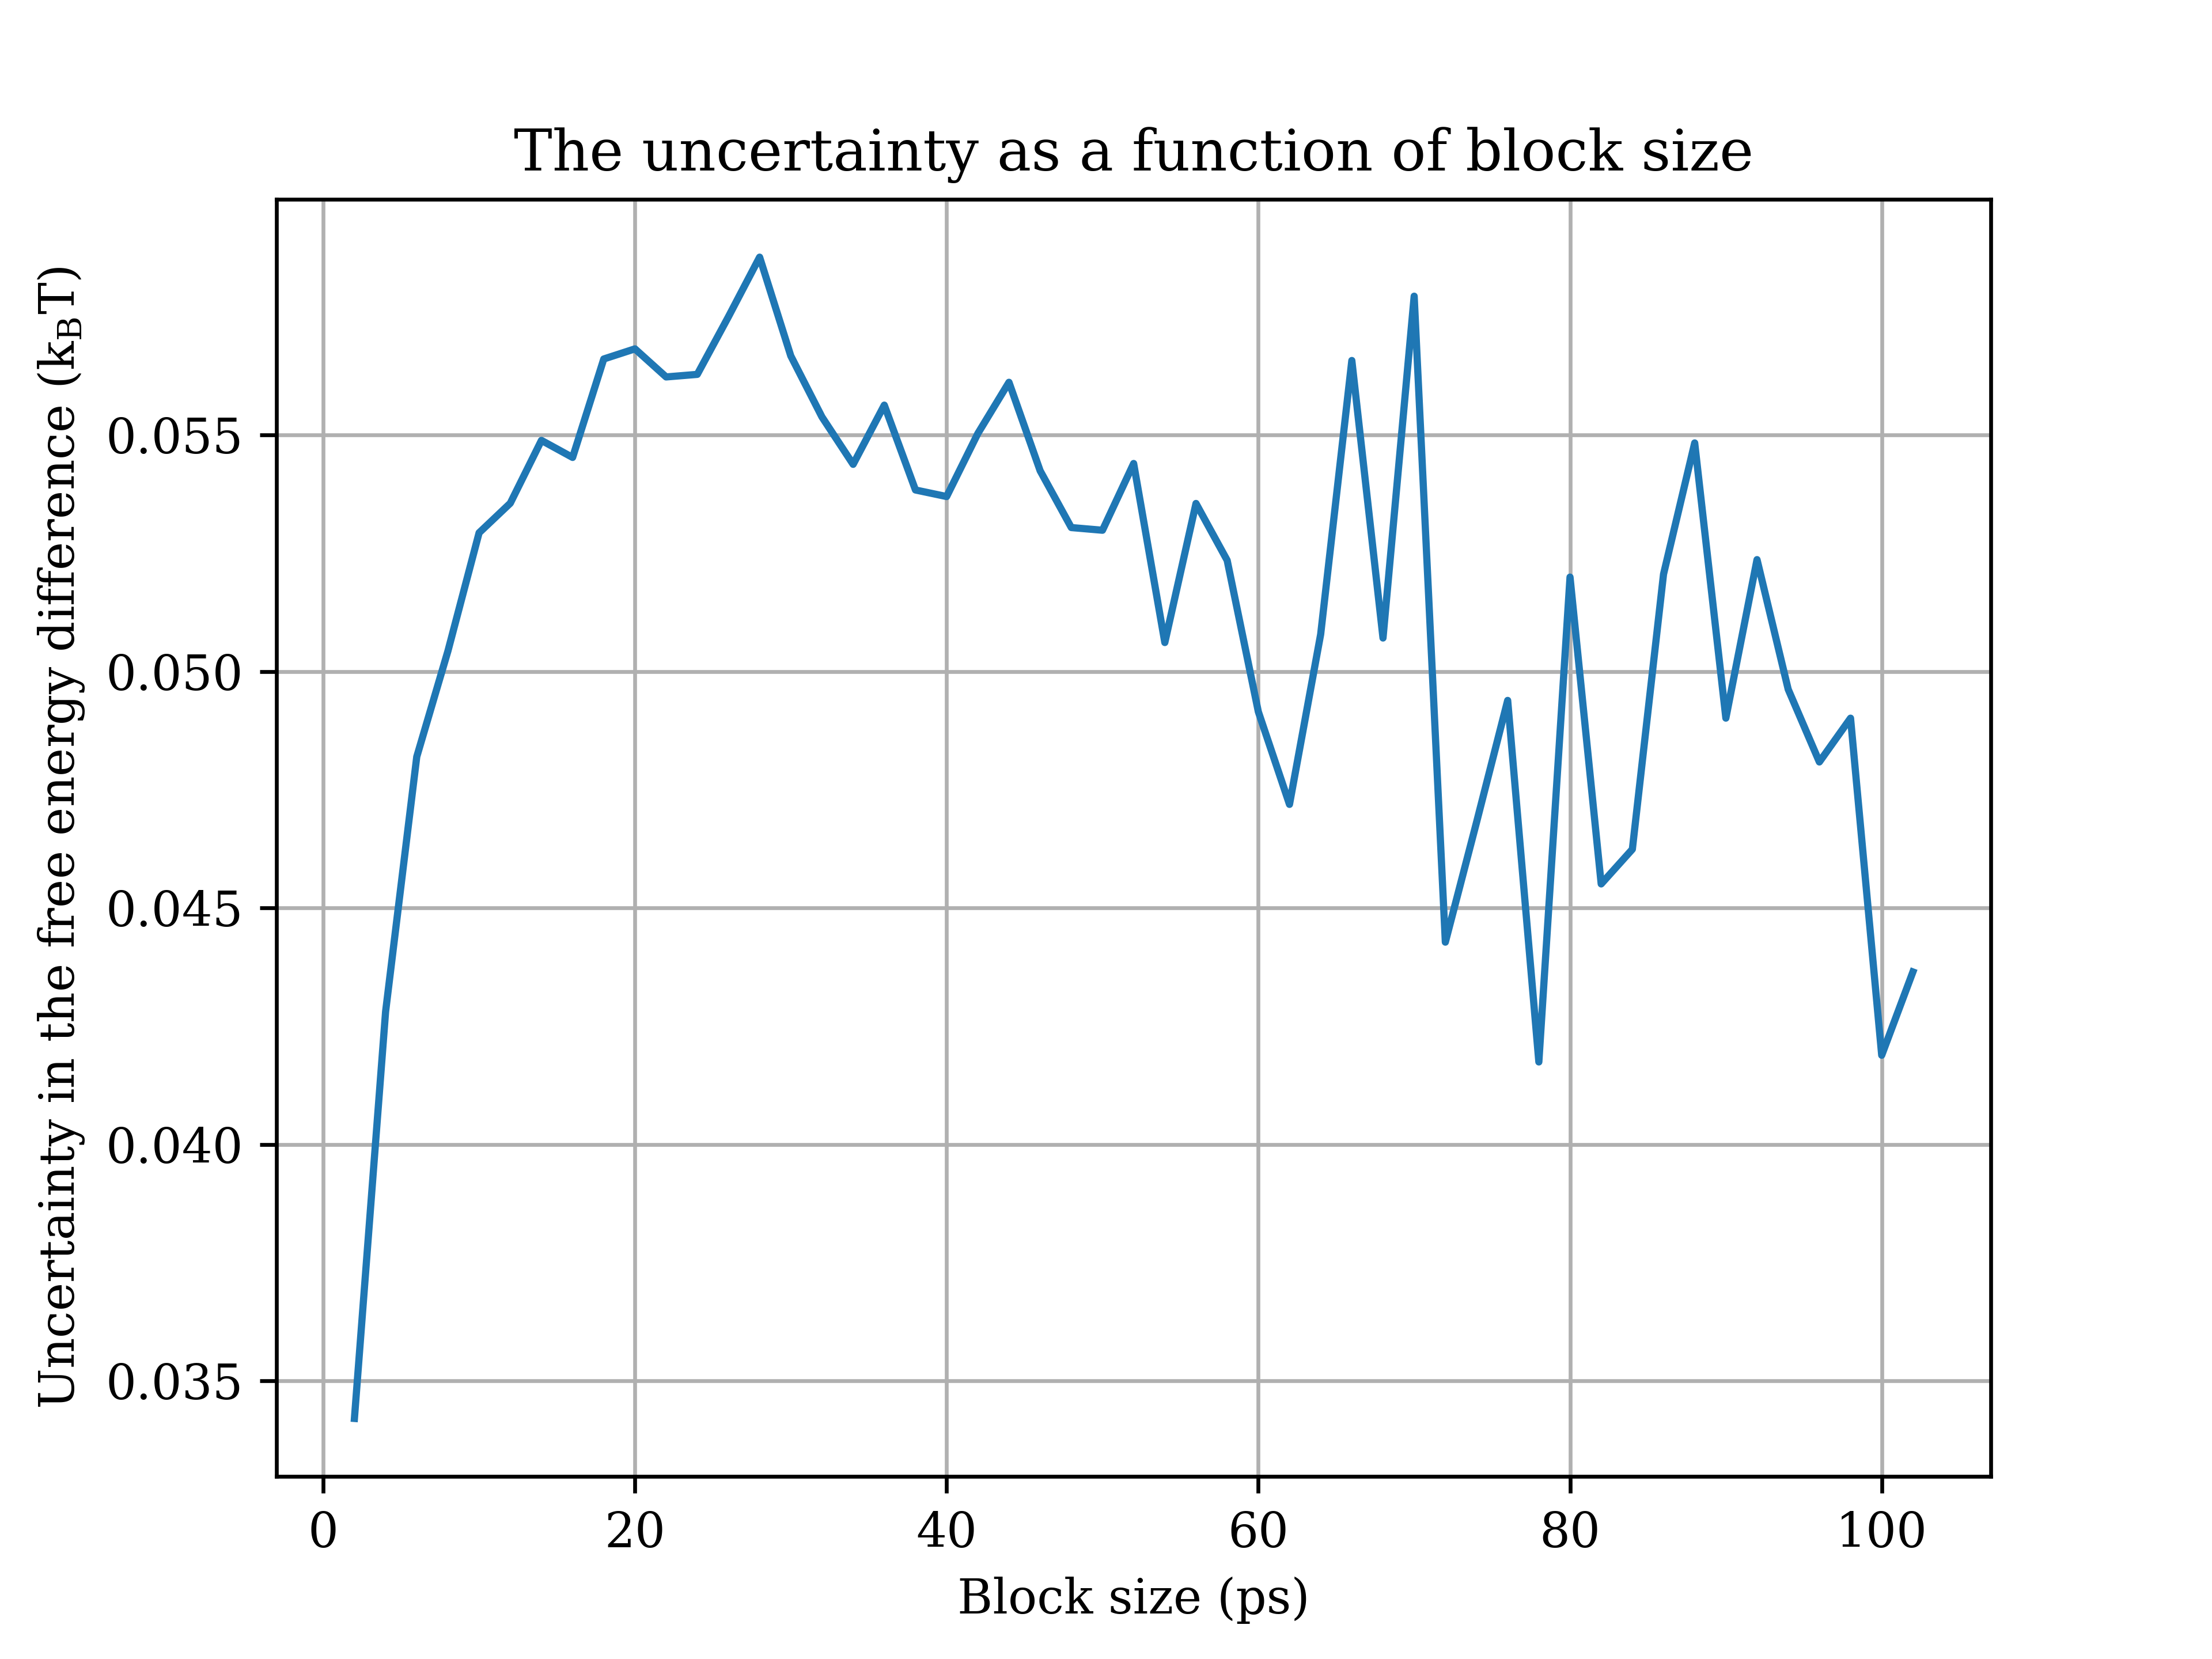 The uncertainty as a function of block size
Uncertainty in the free energy difference (k_BT)
0.055
0.050
0.045
0.040
0.035
0 20 40 60 80 100
Block size (ps)